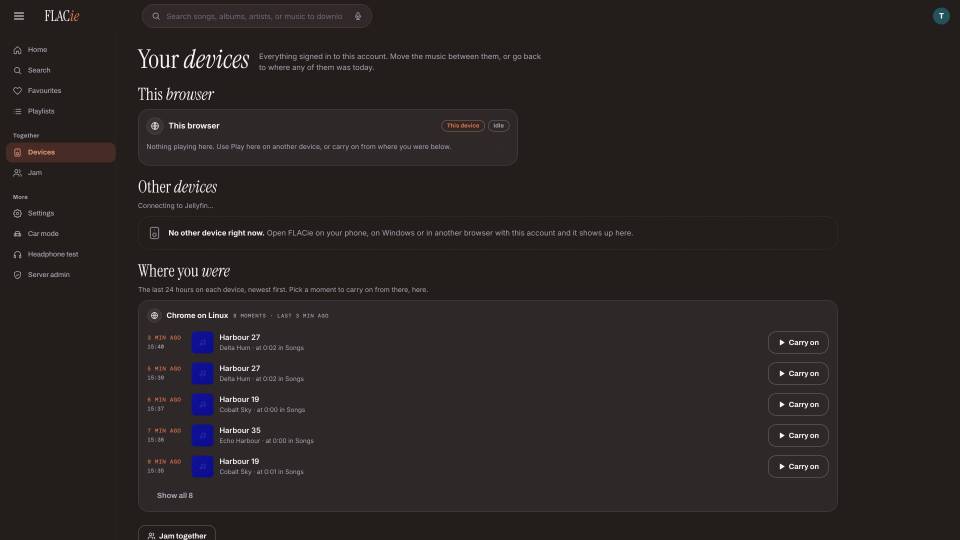 FLACie
Search songs, albums, artists, or music to downlo
T
Home
Search
Favourites
Playlists
Together
Devices
Jam
More
Settings
Car mode
Headphone test
Server admin
Your devices
Everything signed in to this account. Move the music between them, or go back
to where any of them was today.
This browser
This browser
This device
Idle
Nothing playing here. Use Play here on another device, or carry on from where you were below.
Other devices
Connecting to Jellyfin...
No other device right now. Open FLACie on your phone, on Windows or in another browser with this account and it shows up here.
Where you were
The last 24 hours on each device, newest first. Pick a moment to carry on from there, here.
Chrome on Linux 8 MOMENTS · LAST 3 MIN AGO
3 MIN AGO
15:40
Harbour 27
Delta Hum · at 0:02 in Songs
Carry on
5 MIN AGO
15:39
Harbour 27
Delta Hum · at 0:02 in Songs
Carry on
6 MIN AGO
15:37
Harbour 19
Cobalt Sky · at 0:00 in Songs
Carry on
7 MIN AGO
15:36
Harbour 35
Echo Harbour · at 0:00 in Songs
Carry on
8 MIN AGO
15:35
Harbour 19
Cobalt Sky · at 0:01 in Songs
Carry on
Show all 8
Jam together